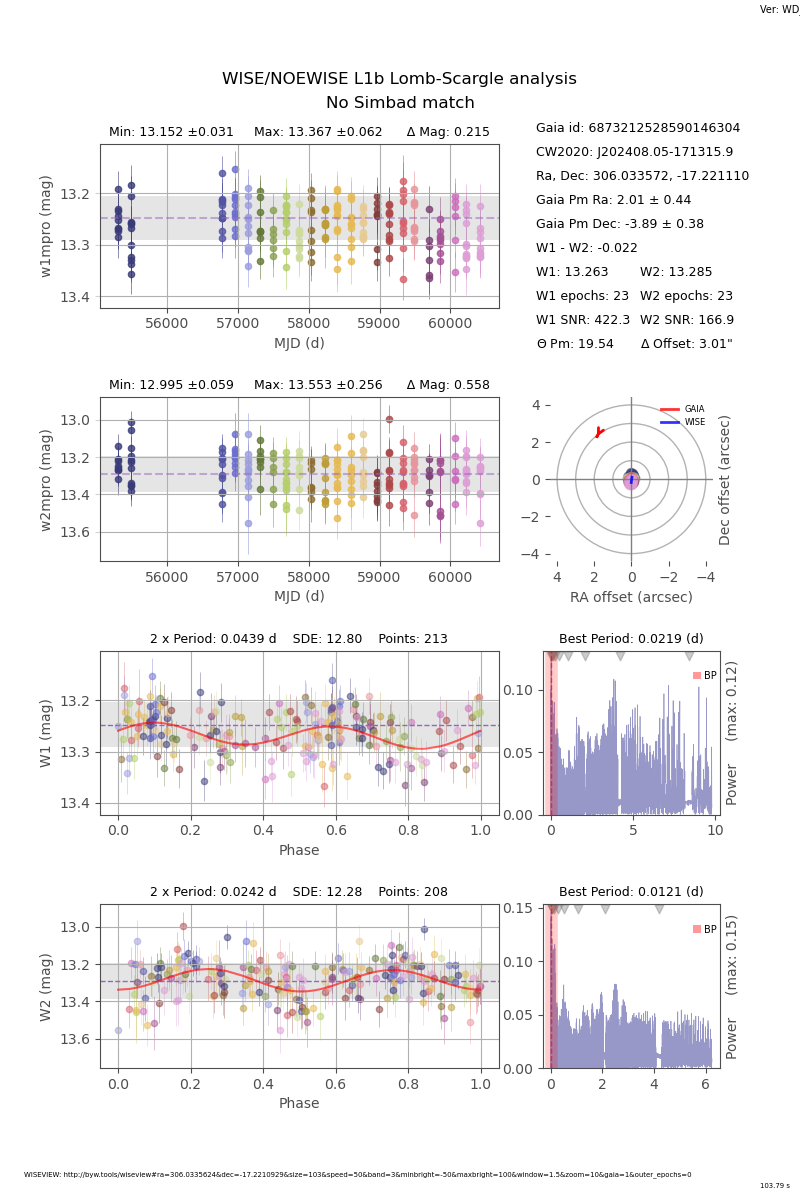 Ver: WD_
WISE/NOEWISE L1b Lomb-Scargle analysis
No Simbad match
Min: 13.152 ±0.031 Max: 13.367 ±0.062 Δ Mag: 0.215
13.2
13.3
13.4
w1mpro (mag)
56000 57000 58000 59000 60000
MJD (d)
Gaia id: 6873212528590146304
CW2020: J202408.05-171315.9
Ra, Dec: 306.033572, -17.221110
Gaia Pm Ra: 2.01 ± 0.44
Gaia Pm Dec: -3.89 ± 0.38
W1 - W2: -0.022
W1: 13.263 W2: 13.285
W1 epochs: 23 W2 epochs: 23
W1 SNR: 422.3 W2 SNR: 166.9
Θ Pm: 19.54 Δ Offset: 3.01"
Min: 12.995 ±0.059 Max: 13.553 ±0.256 Δ Mag: 0.558
13.0
13.2
13.4
13.6
w2mpro (mag)
56000 57000 58000 59000 60000
MJD (d)
GAIA
WISE
4
2
0
−2
−4
4 2 0 −2 −4
RA offset (arcsec)
Dec offset (arcsec)
2 x Period: 0.0439 d SDE: 12.80 Points: 213
13.2
13.3
13.4
W1 (mag)
0.0 0.2 0.4 0.6 0.8 1.0
Phase
Best Period: 0.0219 (d)
BP
0.10
0.05
0.00
0 5 10
Power (max: 0.12)
2 x Period: 0.0242 d SDE: 12.28 Points: 208
13.0
13.2
13.4
13.6
W2 (mag)
0.0 0.2 0.4 0.6 0.8 1.0
Phase
Best Period: 0.0121 (d)
BP
0.15
0.10
0.05
0.00
0 2 4 6
Power (max: 0.15)
WISEVIEW: http://byw.tools/wiseview#ra=306.0335624&dec=-17.2210929&size=103&speed=50&band=3&minbright=-50&maxbright=100&window=1.5&zoom=10&gaia=1&outer_epochs=0
103.79 s